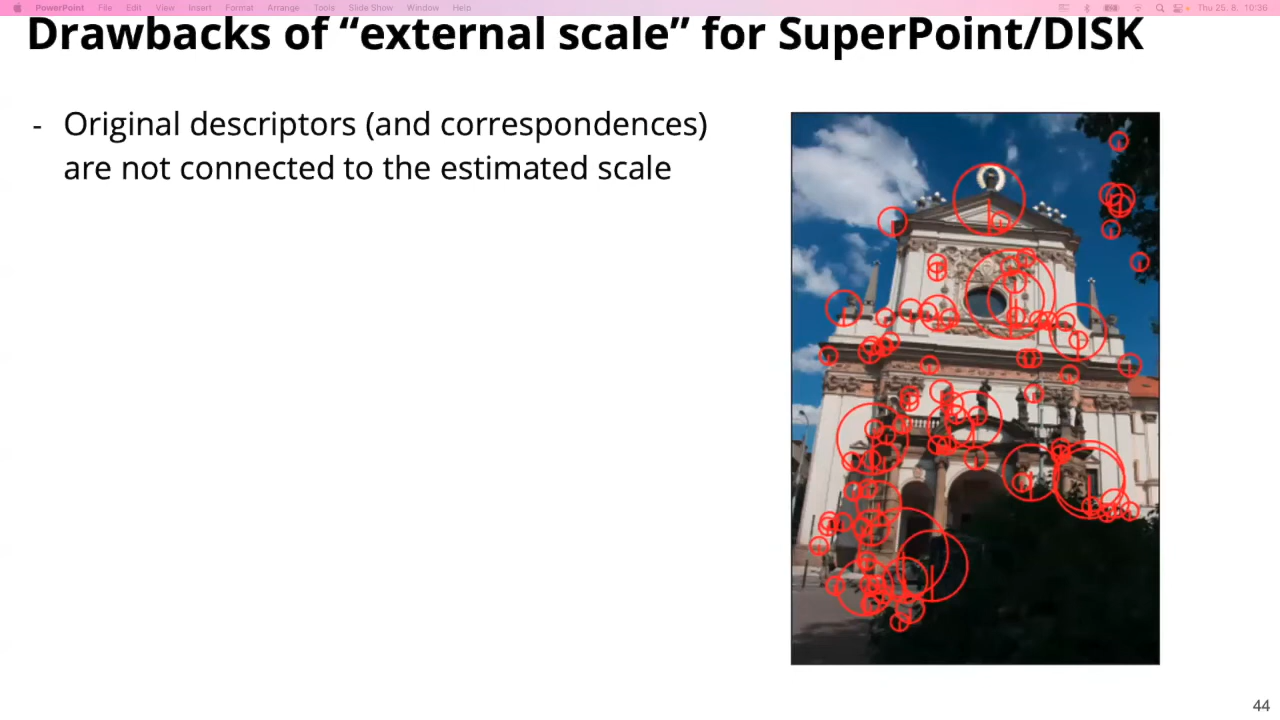 PowerPoint File Edit View Insert Format Arrange Tools Slide Show Window Help Thu 25. 8. 10:36
Drawbacks of “external scale” for SuperPoint/DISK
- Original descriptors (and correspondences)
are not connected to the estimated scale
44